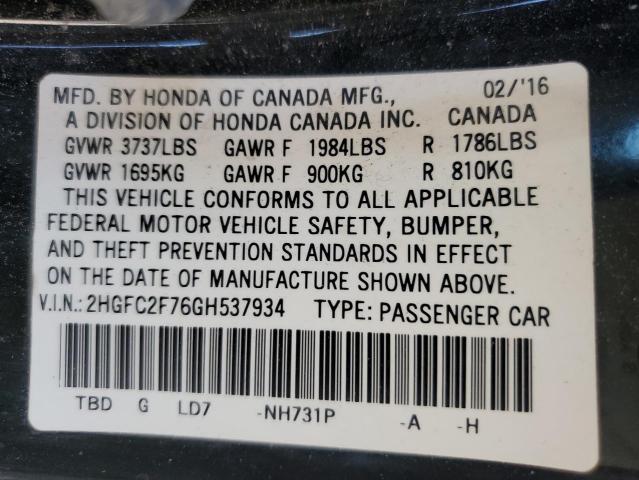 MFD. BY HONDA OF CANADA MFG., 02/'16
A DIVISION OF HONDA CANADA INC. CANADA
GVWR 3737LBS GAWR F 1984LBS R 1786LBS
GVWR 1695KG GAWR F 900KG R 810KG
THIS VEHICLE CONFORMS TO ALL APPLICABLE
FEDERAL MOTOR VEHICLE SAFETY, BUMPER,
AND THEFT PREVENTION STANDARDS IN EFFECT
ON THE DATE OF MANUFACTURE SHOWN ABOVE.
V.I.N.: 2HGFC2F76GH537934 TYPE: PASSENGER CAR
TBD G LD7 -NH731P -A -H